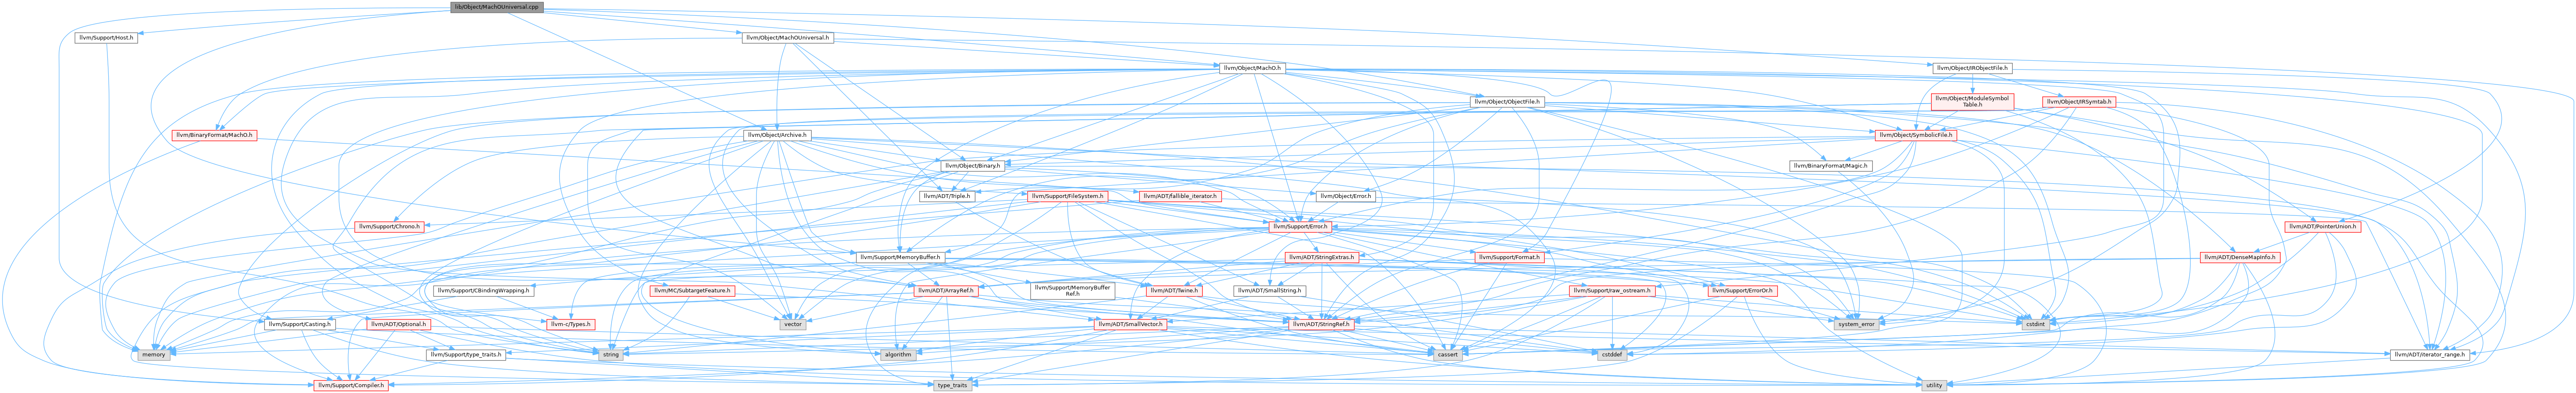 lib/Object/MachOUniversal.cpp
llvm/Support/Host.h
llvm/Object/MachOUniversal.h
llvm/Object/MachO.h
llvm/Object/IRObjectFile.h
llvm/Object/ObjectFile.h
llvm/Object/ModuleSymbol
Table.h
llvm/Object/IRSymtab.h
llvm/BinaryFormat/MachO.h
llvm/Object/Archive.h
llvm/Object/SymbolicFile.h
llvm/Object/Binary.h
llvm/BinaryFormat/Magic.h
llvm/ADT/Triple.h
llvm/Support/FileSystem.h
llvm/ADT/fallible_iterator.h
llvm/Object/Error.h
llvm/Support/Chrono.h
llvm/Support/Error.h
llvm/ADT/PointerUnion.h
llvm/Support/MemoryBuffer.h
llvm/ADT/StringExtras.h
llvm/Support/Format.h
llvm/ADT/DenseMapInfo.h
llvm/Support/CBindingWrapping.h
llvm/MC/SubtargetFeature.h
llvm/ADT/ArrayRef.h
llvm/Support/MemoryBuffer
Ref.h
llvm/ADT/Twine.h
llvm/ADT/SmallString.h
llvm/Support/raw_ostream.h
llvm/Support/ErrorOr.h
llvm/Support/Casting.h
llvm/ADT/Optional.h
llvm-c/Types.h
vector
llvm/ADT/SmallVector.h
llvm/ADT/StringRef.h
system_error
cstdint
memory
llvm/Support/type_traits.h
string
algorithm
cassert
cstddef
llvm/ADT/iterator_range.h
llvm/Support/Compiler.h
type_traits
utility